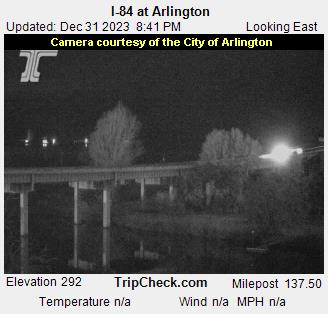 I-84 at Arlington
Updated: Dec 31 2023 8:41 PM Looking East
Camera courtesy of the City of Arlington
Elevation 292 TripCheck.com Milepost 137.50
Temperature n/a Wind n/a MPH n/a